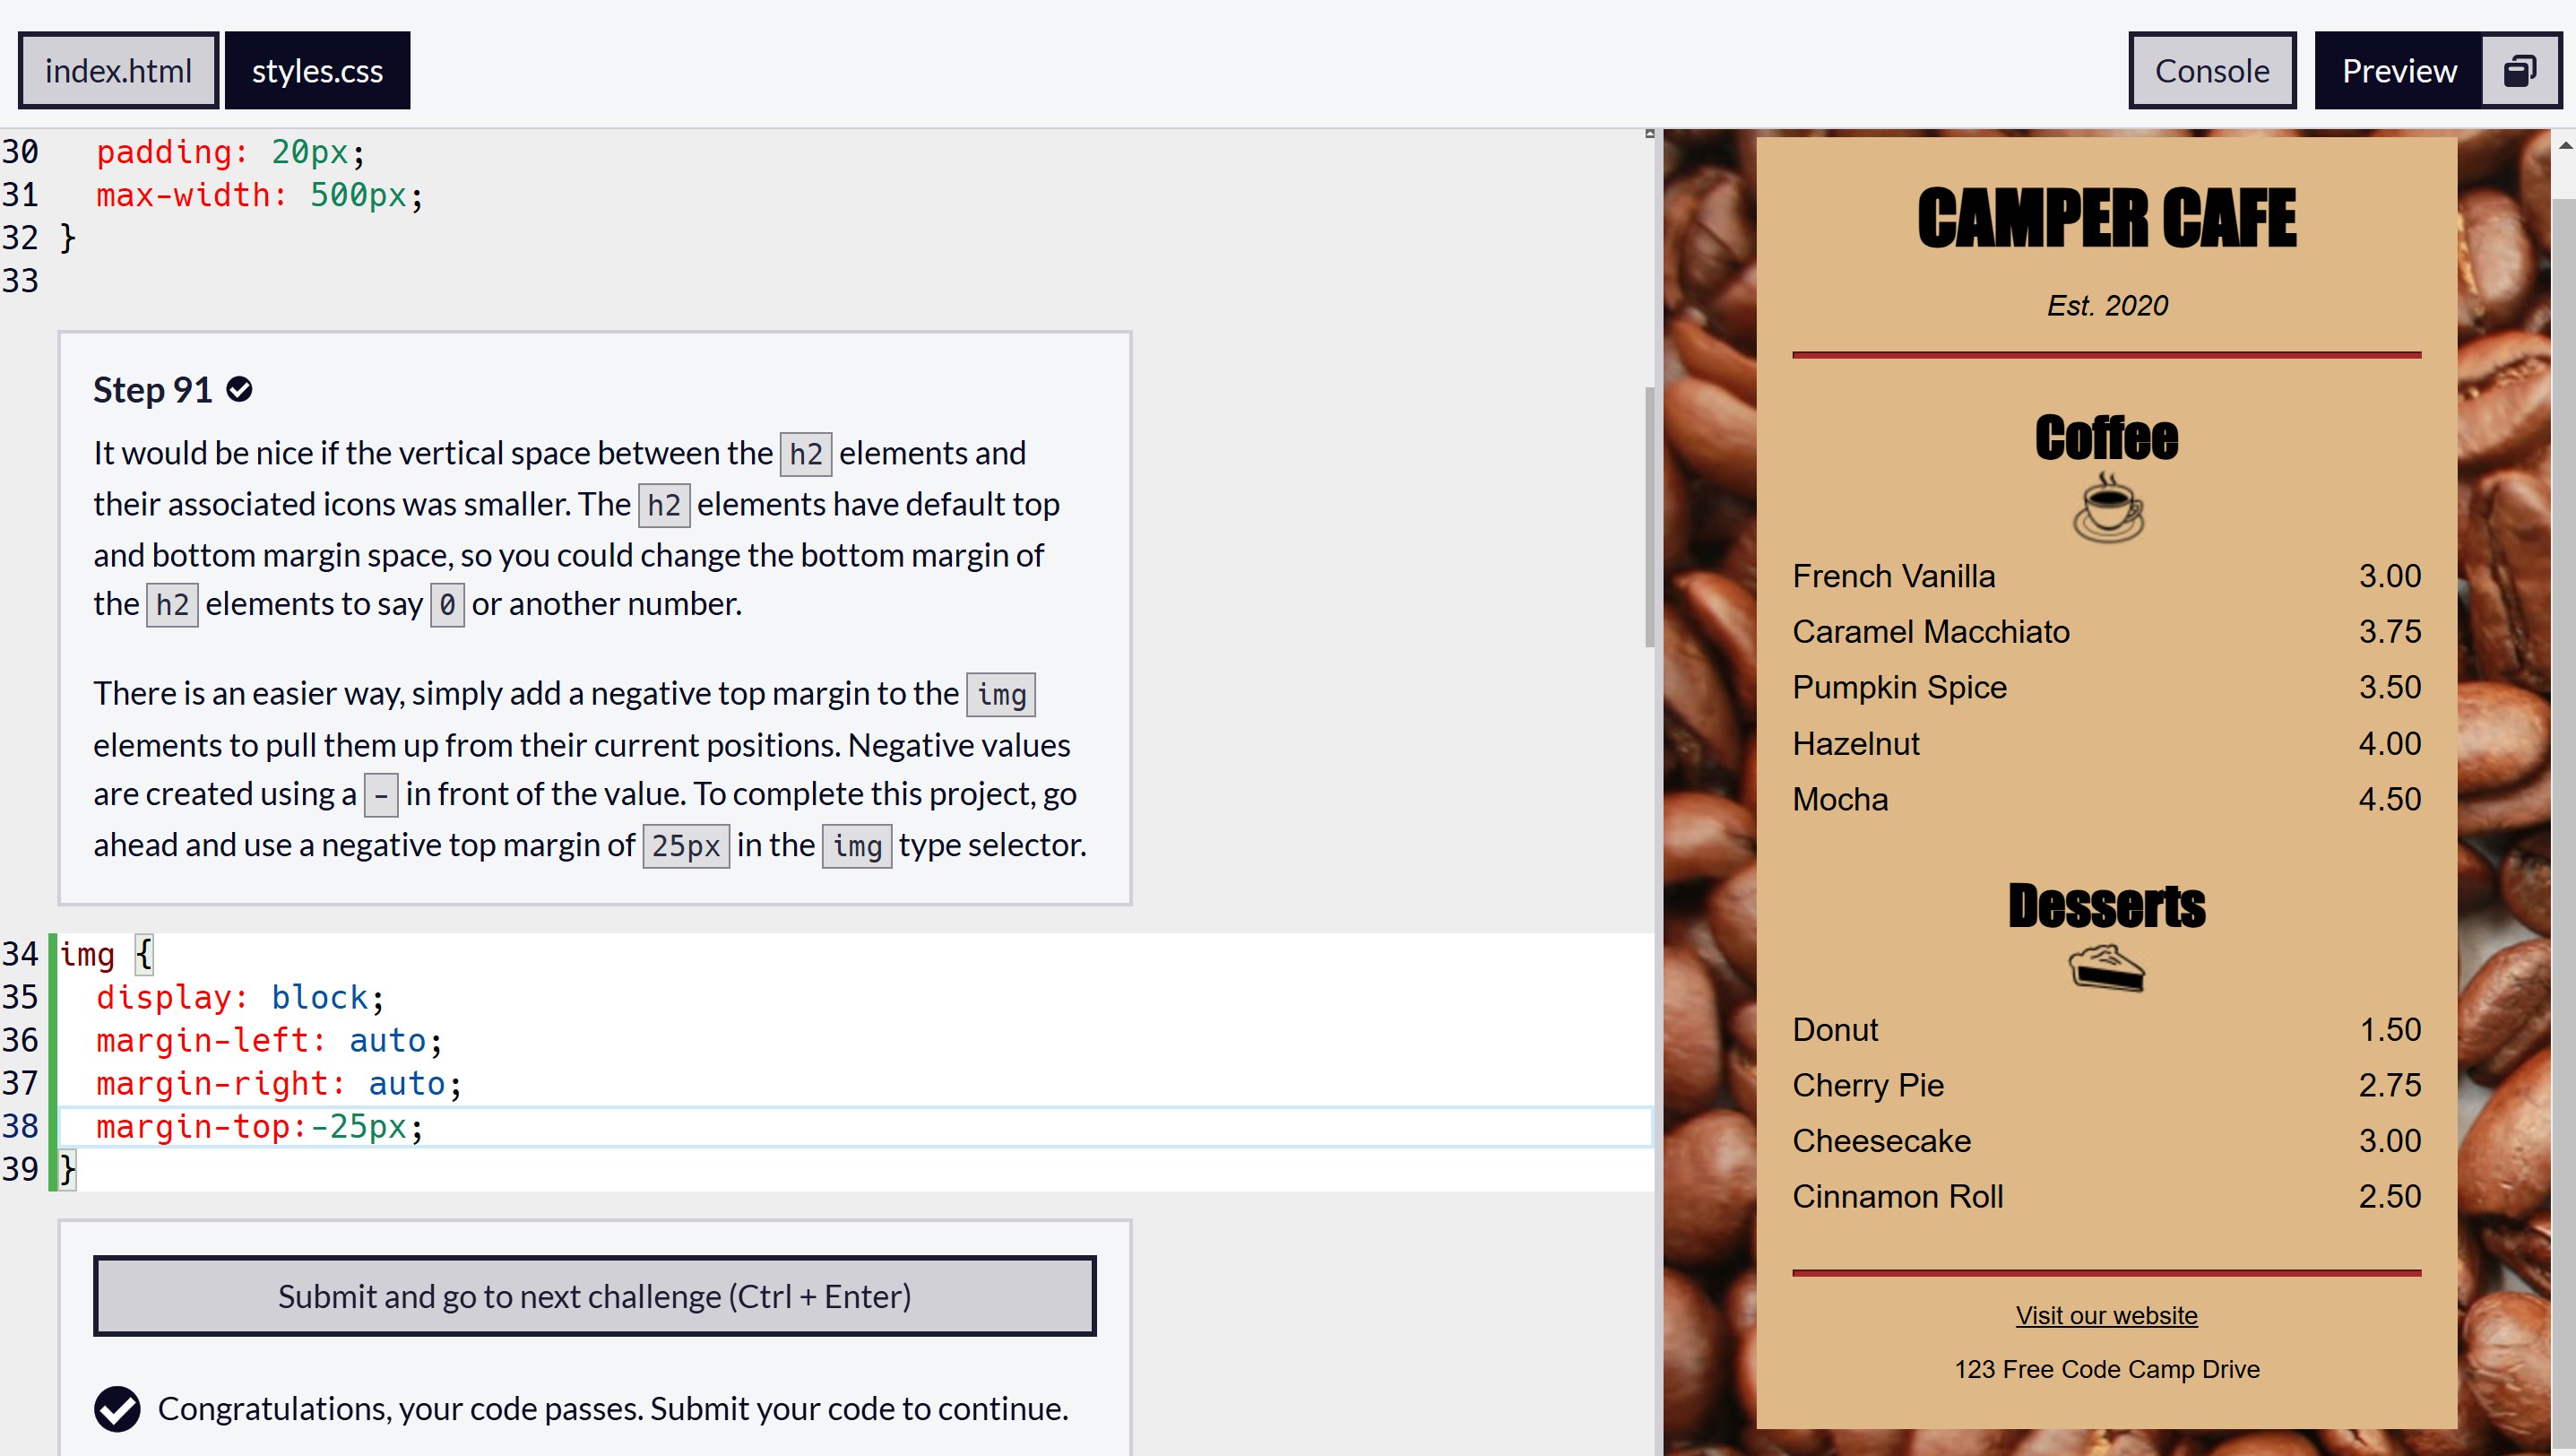 index.html
styles.css
Console
Preview
30 padding: 20px;
31 max-width: 500px;
32 }
33
Step 91
It would be nice if the vertical space between the h2 elements and
their associated icons was smaller. The h2 elements have default top
and bottom margin space, so you could change the bottom margin of
the h2 elements to say 0 or another number.
There is an easier way, simply add a negative top margin to the img
elements to pull them up from their current positions. Negative values
are created using a - in front of the value. To complete this project, go
ahead and use a negative top margin of 25px in the img type selector.
34 img {
35 display: block;
36 margin-left: auto;
37 margin-right: auto;
38 margin-top:-25px;
39 }
Submit and go to next challenge (Ctrl + Enter)
Congratulations, your code passes. Submit your code to continue.
CAMPER CAFE
Est. 2020
Coffee
French Vanilla 3.00
Caramel Macchiato 3.75
Pumpkin Spice 3.50
Hazelnut 4.00
Mocha 4.50
Desserts
Donut 1.50
Cherry Pie 2.75
Cheesecake 3.00
Cinnamon Roll 2.50
Visit our website
123 Free Code Camp Drive